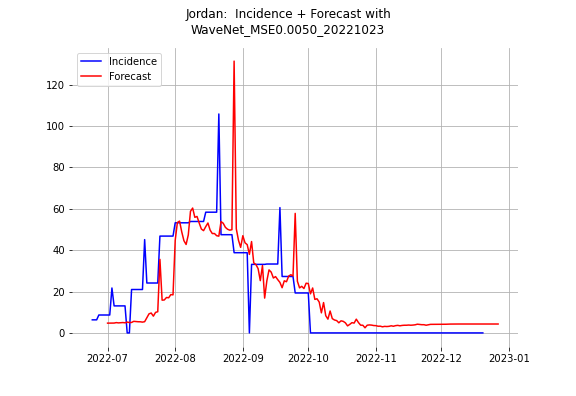 Jordan:  Incidence + Forecast with
WaveNet_MSE0.0050_20221023
Incidence
Forecast
120
100
80
60
40
20
0
2022-07 2022-08 2022-09 2022-10 2022-11 2022-12 2023-01